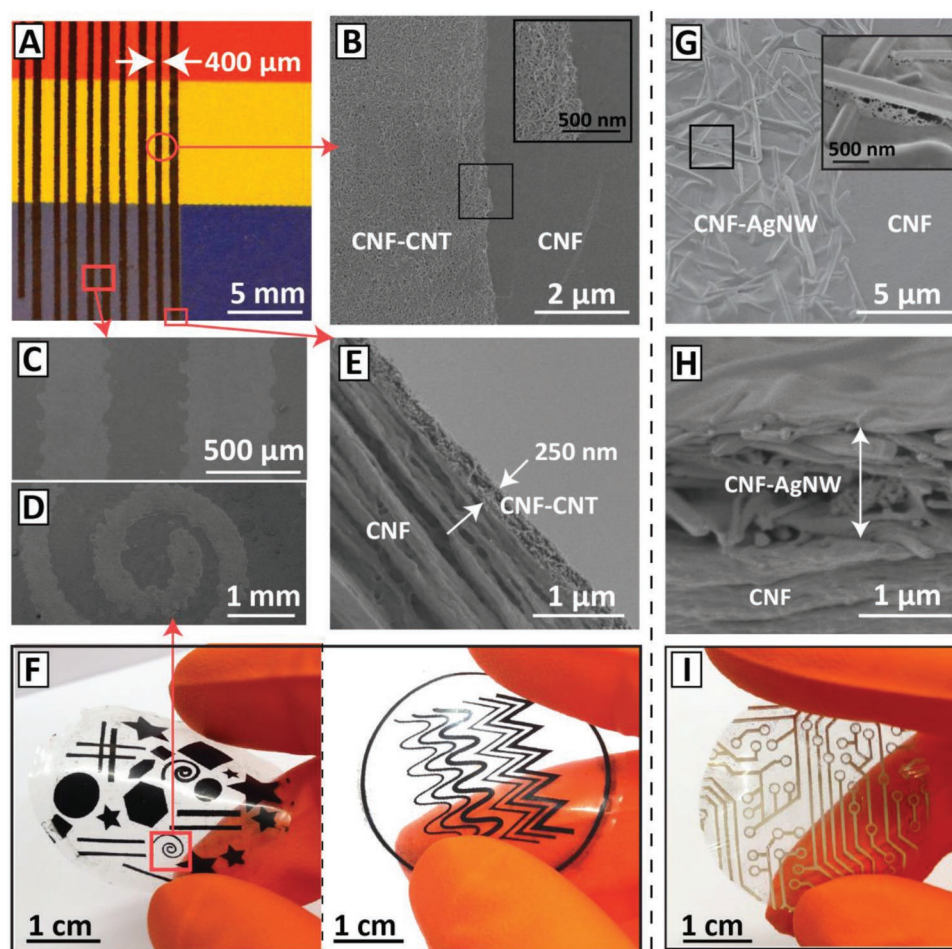 A
400 µm
5 mm
B
500 nm
CNF-CNT
CNF
2 µm
C
500 µm
D
1 mm
E
250 nm
CNF-CNT
CNF
1 µm
F
1 cm
1 cm
G
500 nm
CNF-AgNW
CNF
5 µm
H
CNF-AgNW
CNF
1 µm
I
1 cm